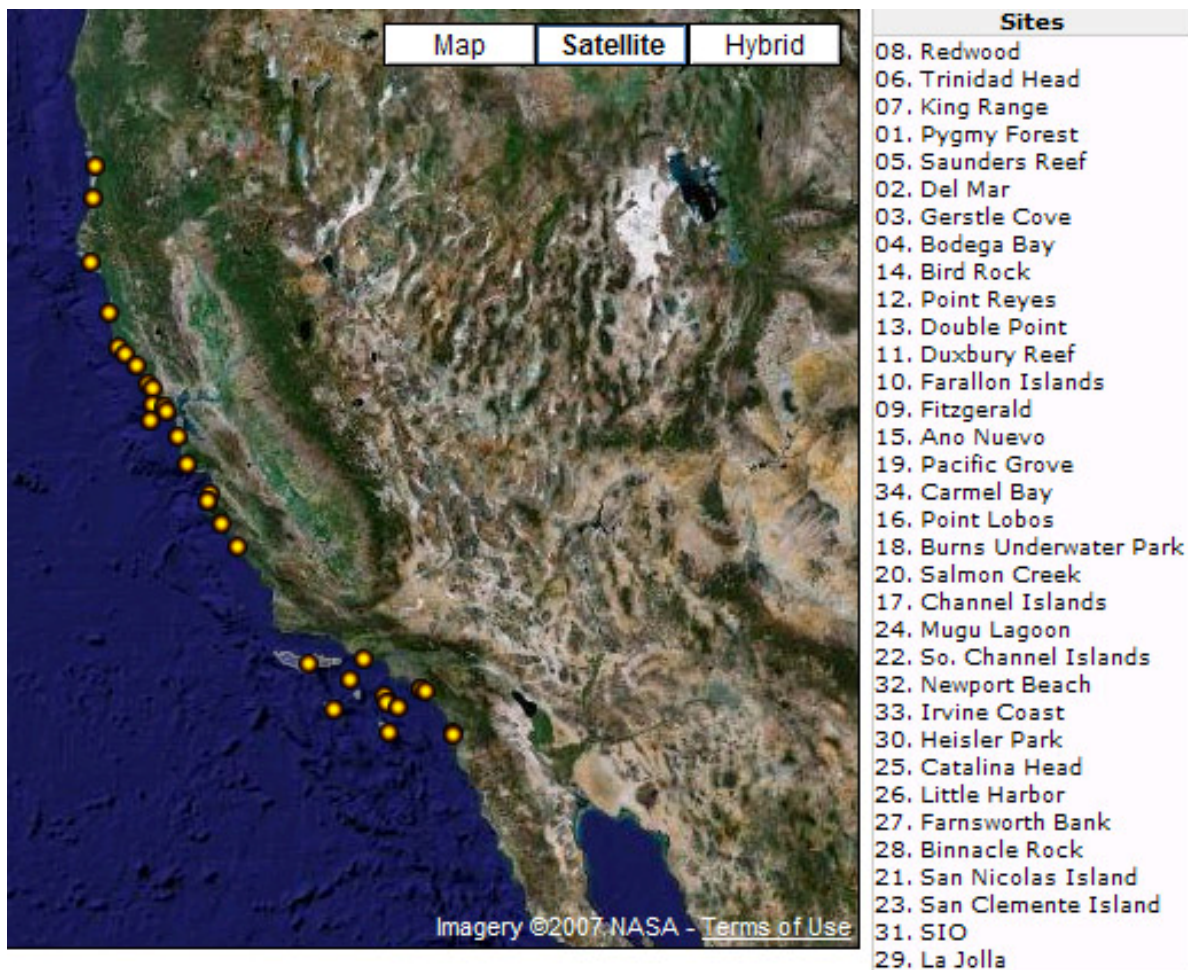 Map Satellite Hybrid
Imagery ©2007 NASA - Terms of Use
Sites
08. Redwood
06. Trinidad Head
07. King Range
01. Pygmy Forest
05. Saunders Reef
02. Del Mar
03. Gerstle Cove
04. Bodega Bay
14. Bird Rock
12. Point Reyes
13. Double Point
11. Duxbury Reef
10. Farallon Islands
09. Fitzgerald
15. Ano Nuevo
19. Pacific Grove
34. Carmel Bay
16. Point Lobos
18. Burns Underwater Park
20. Salmon Creek
17. Channel Islands
24. Mugu Lagoon
22. So. Channel Islands
32. Newport Beach
33. Irvine Coast
30. Heisler Park
25. Catalina Head
26. Little Harbor
27. Farnsworth Bank
28. Binnacle Rock
21. San Nicolas Island
23. San Clemente Island
31. SIO
29. La Jolla